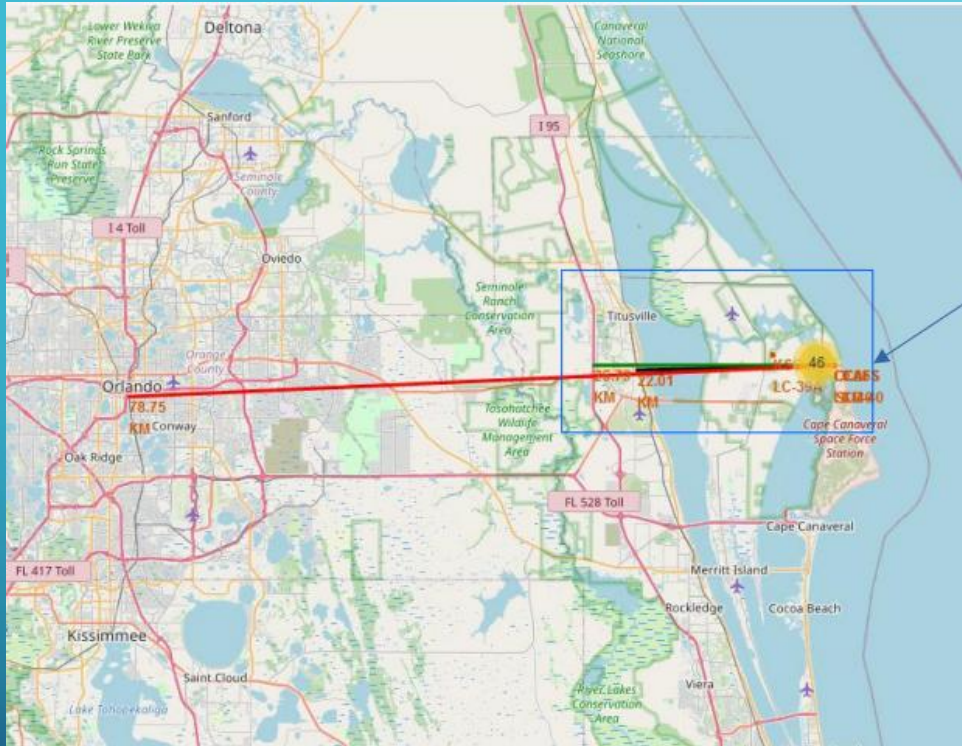 Lower Wekiva
River Preserve
State Park
Deltona
Canaveral
National
Seashore
Sanford
I 95
Rock Springs
Run State
Preserve
Seminole
County
I 4 Toll
Oviedo
Seminole
Ranch
Conservation
Area
Titusville
Orange
County
46
Orlando
22.01
KM
KM
LC-39A
78.75
KM
Conway
Tosohatchee
Wildlife
Management
Area
Cape Canaveral
Space Force
Station
Oak Ridge
FL 528 Toll
Cape Canaveral
FL 417 Toll
Merritt Island
Rockledge
Cocoa Beach
Kissimmee
Saint Cloud
Viera
River Lakes
Conservation
Area
Lake Tohopekaliga